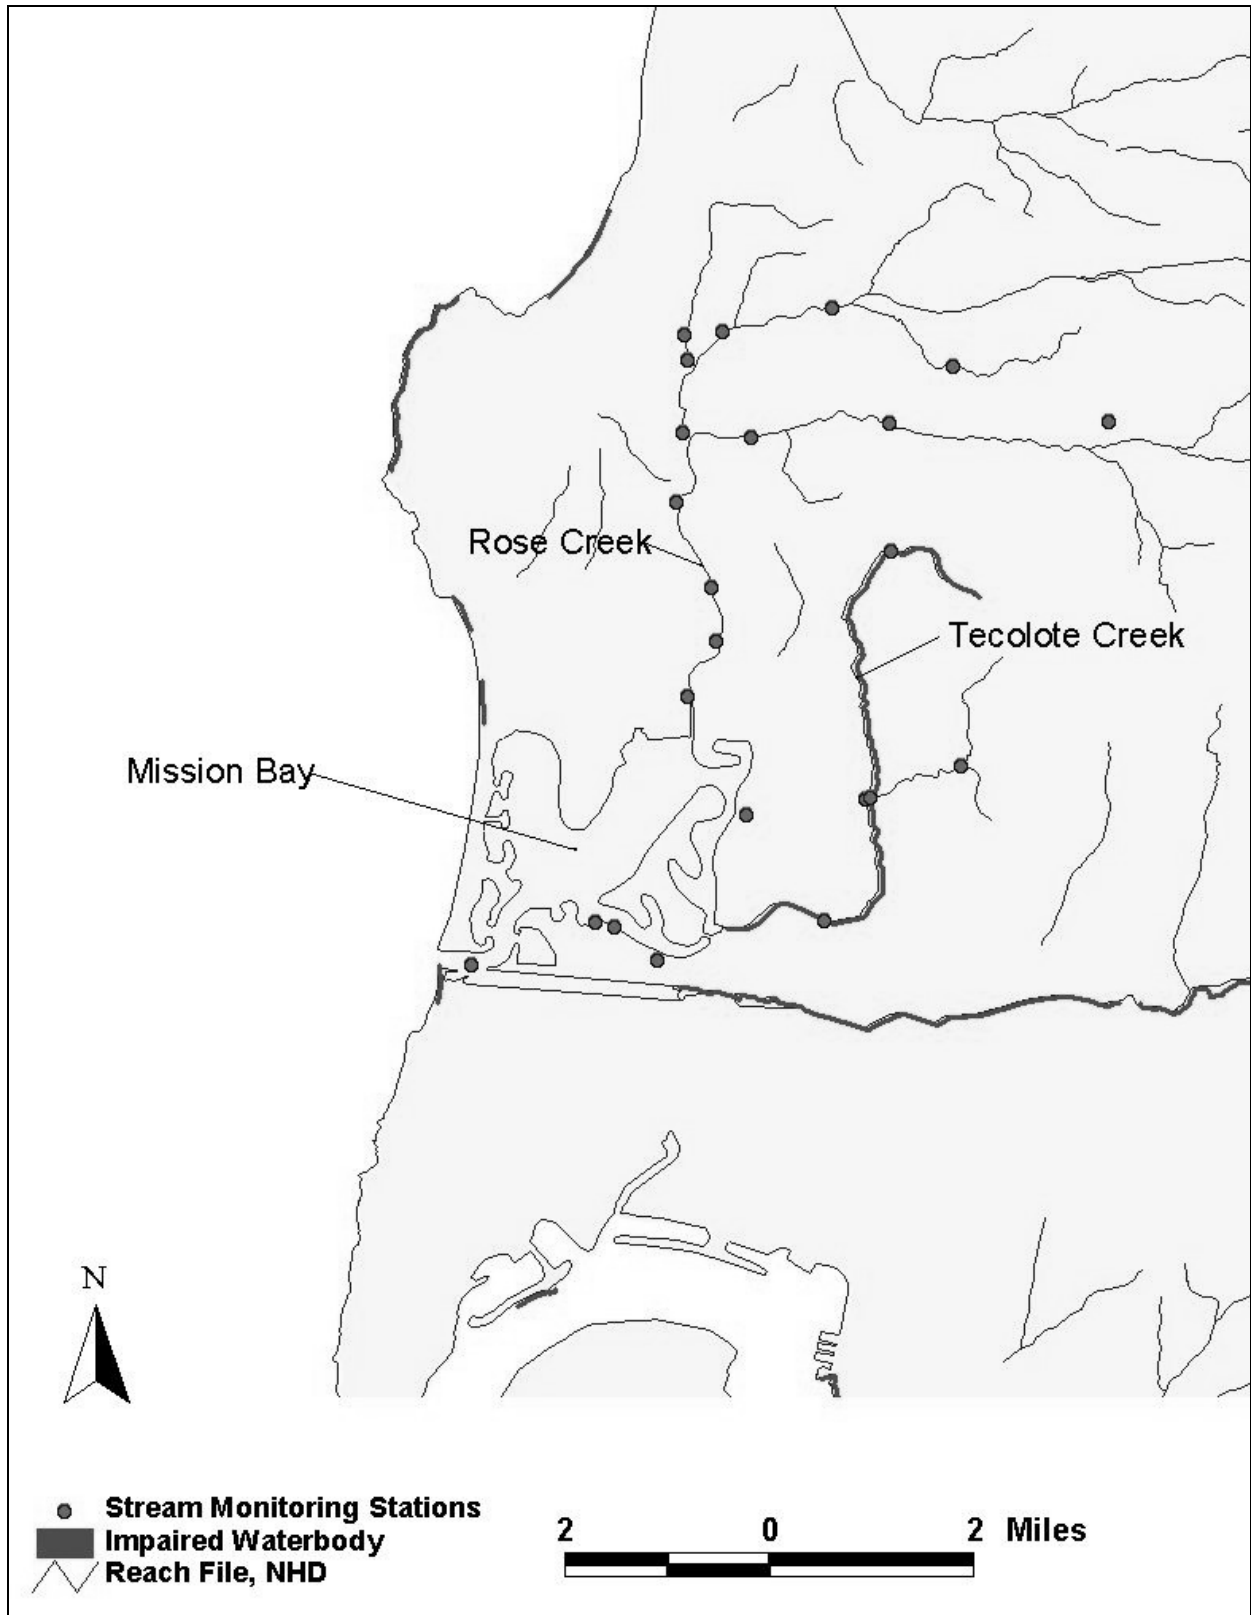 Rose Creek
Tecolote Creek
Mission Bay
N
Stream Monitoring Stations
Impaired Waterbody
Reach File, NHD
2 0 2 Miles